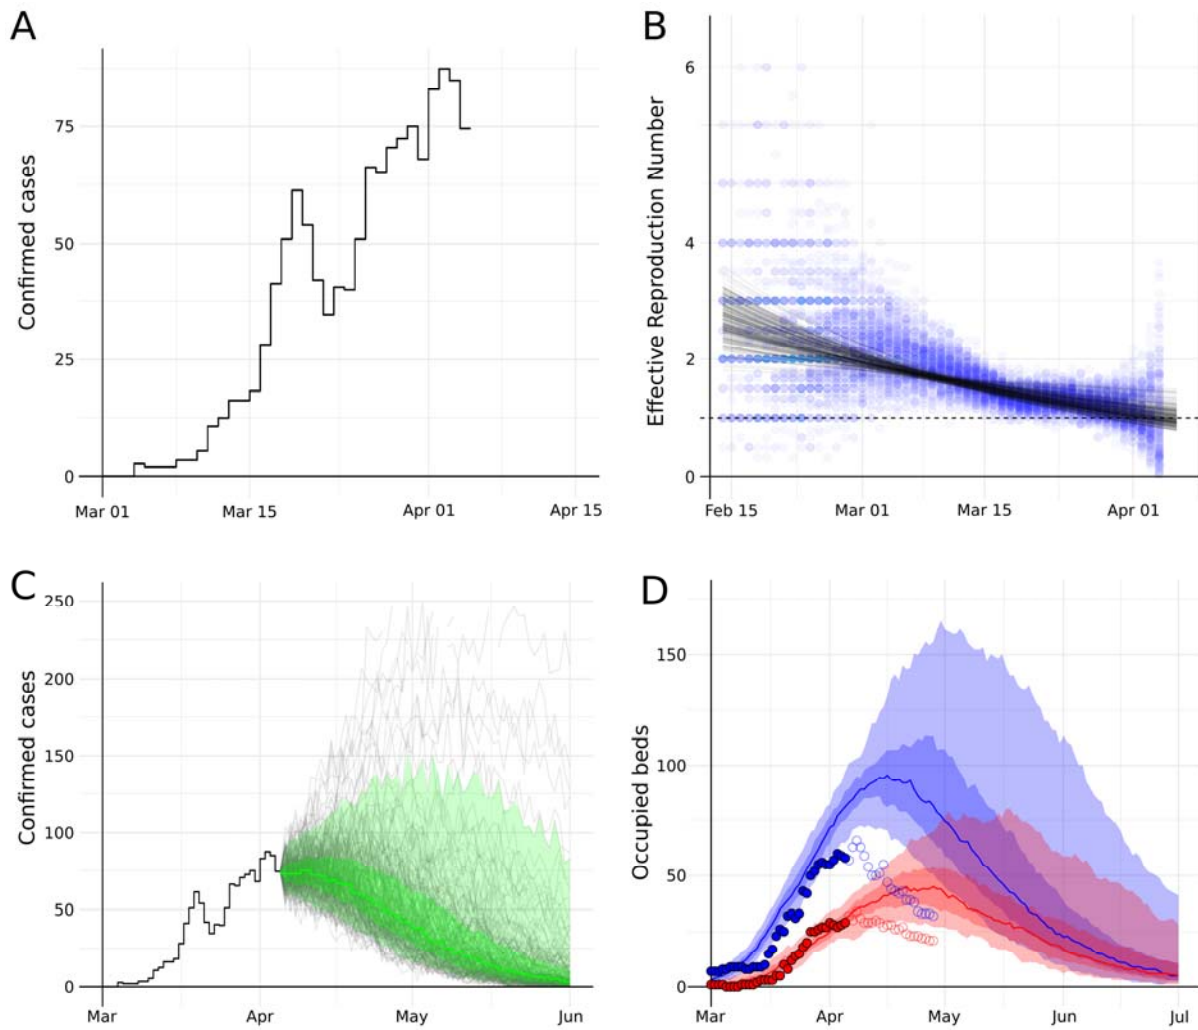 A
Confirmed cases
75
50
25
0
Mar 01
Mar 15
Apr 01
Apr 15
B
Effective Reproduction Number
6
4
2
1
0
Feb 15
Mar 01
Mar 15
Apr 01
C
Confirmed cases
250
200
150
100
50
0
Mar
Apr
May
Jun
D
Occupied beds
150
100
50
0
Mar
Apr
May
Jun
Jul